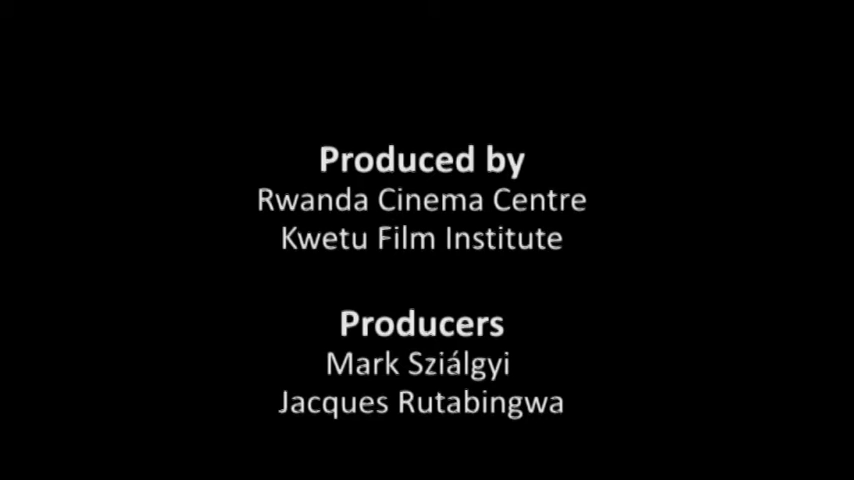 Produced by
Rwanda Cinema Centre
Kwetu Film Institute
Producers
Mark Sziálgyi
Jacques Rutabingwa